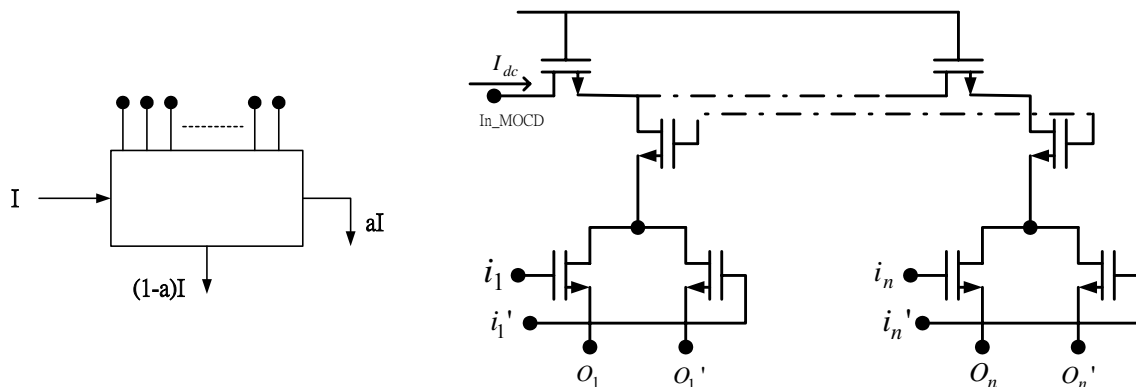 I
aI
(1-a)I
I_dc
In_MOCD
i_1
i_1'
O_1
O_1'
i_n
i_n'
O_n
O_n'